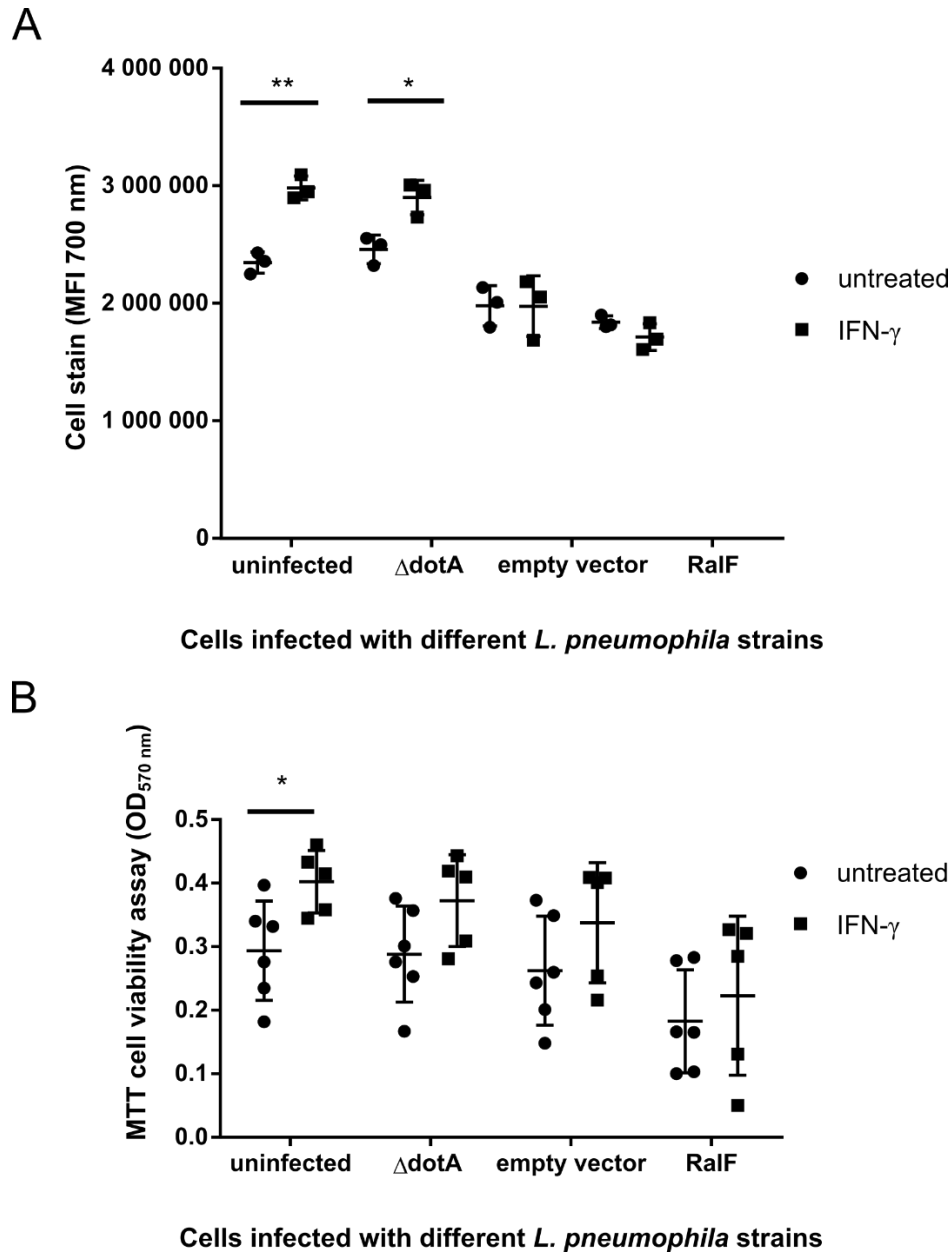 A
4 000 000
3 000 000
2 000 000
1 000 000
0
Cell stain (MFI 700 nm)
**
*
untreated
IFN-γ
uninfected
ΔdotA
empty vector
RalF
Cells infected with different L. pneumophila strains
B
0.5
0.4
0.3
0.2
0.1
0.0
MTT cell viability assay (OD570 nm)
*
untreated
IFN-γ
uninfected
ΔdotA
empty vector
RalF
Cells infected with different L. pneumophila strains